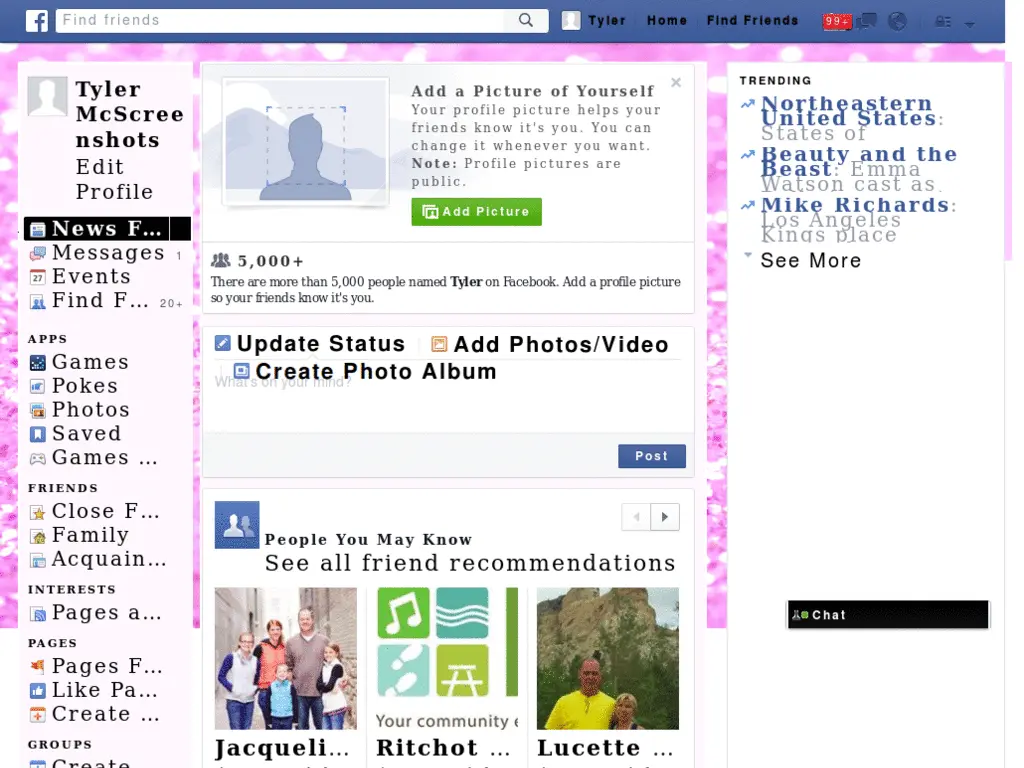 Find friends
Tyler
Home
Find Friends
99+
Tyler
McScree
nshots
Edit
Profile
News F...
Messages 1
Events
Find F... 20+
APPS
Games
Pokes
Photos
Saved
Games ...
FRIENDS
Close F...
Family
Acquain...
INTERESTS
Pages a...
PAGES
Pages F...
Like Pa...
Create ...
GROUPS
Create
Add a Picture of Yourself
Your profile picture helps your
friends know it's you. You can
change it whenever you want.
Note: Profile pictures are
public.
Add Picture
5,000+
There are more than 5,000 people named Tyler on Facebook. Add a profile picture
so your friends know it's you.
Update Status
Add Photos/Video
Create Photo Album
What's on your mind?
Post
People You May Know
See all friend recommendations
Your community e
Jacqueli...
Ritchot ...
Lucette ...
TRENDING
Northeastern
United States:
States of
Beauty and the
Beast: Emma
Watson cast as
Mike Richards:
Los Angeles
Kings place
See More
Chat